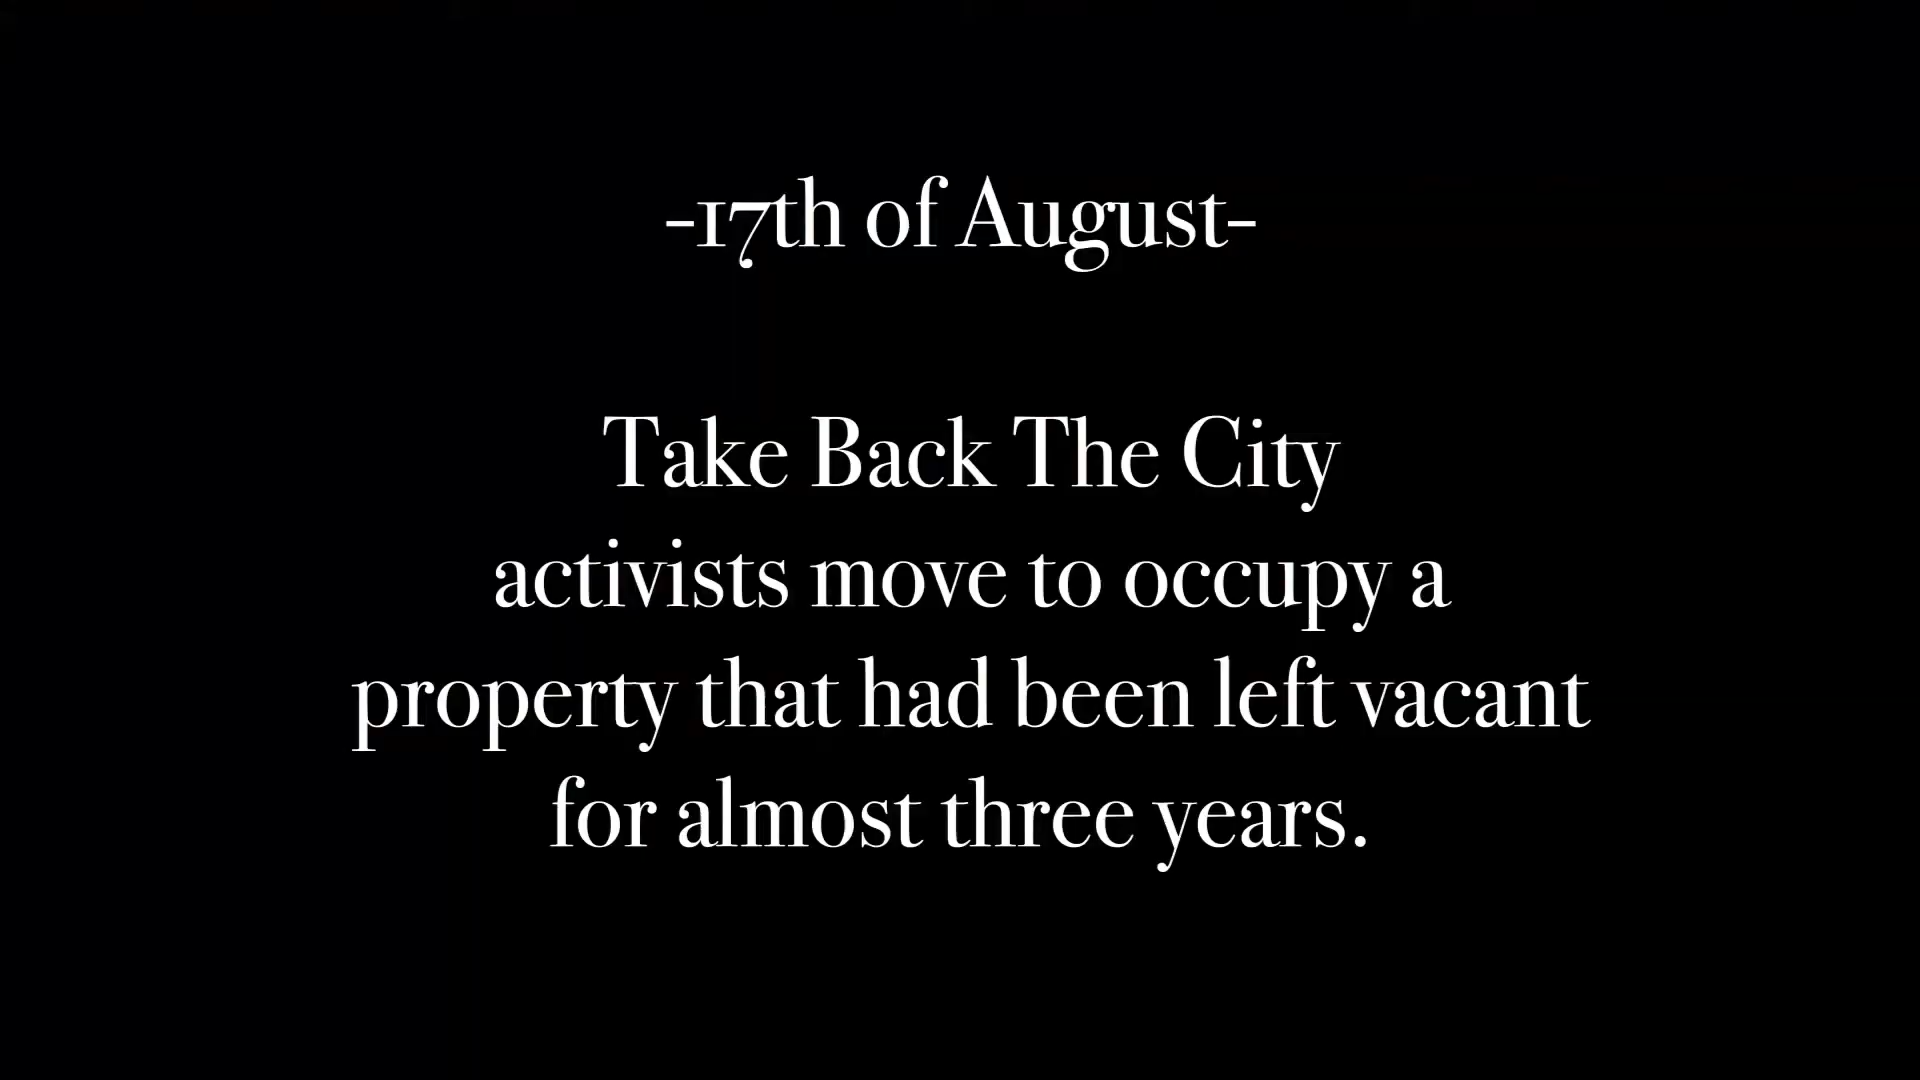 -17th of August-
Take Back The City
activists move to occupy a
property that had been left vacant
for almost three years.